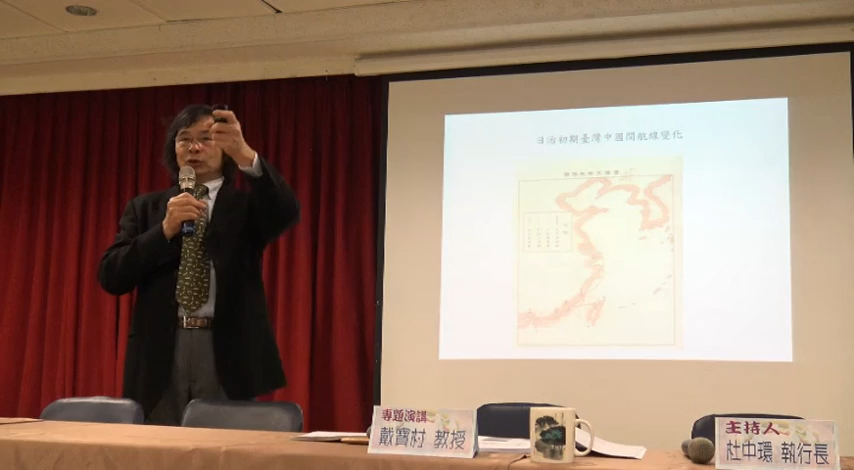 日治初期臺灣中國間航線變化
專題演講
戴寶村 教授
主持人
杜中環 執行長